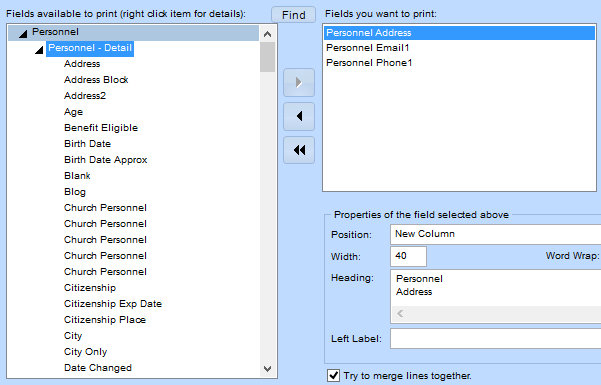 Fields available to print (right click item for details):
Find
Personnel
Personnel - Detail
Address
Address Block
Address2
Age
Benefit Eligible
Birth Date
Birth Date Approx
Blank
Blog
Church Personnel
Church Personnel
Church Personnel
Church Personnel
Church Personnel
Citizenship
Citizenship Exp Date
Citizenship Place
City
City Only
Date Changed
Fields you want to print:
Personnel Address
Personnel Email1
Personnel Phone1
Properties of the field selected above
Position: New Column
Width: 40 Word Wrap:
Heading: Personnel
Address
Left Label:
Try to merge lines together.